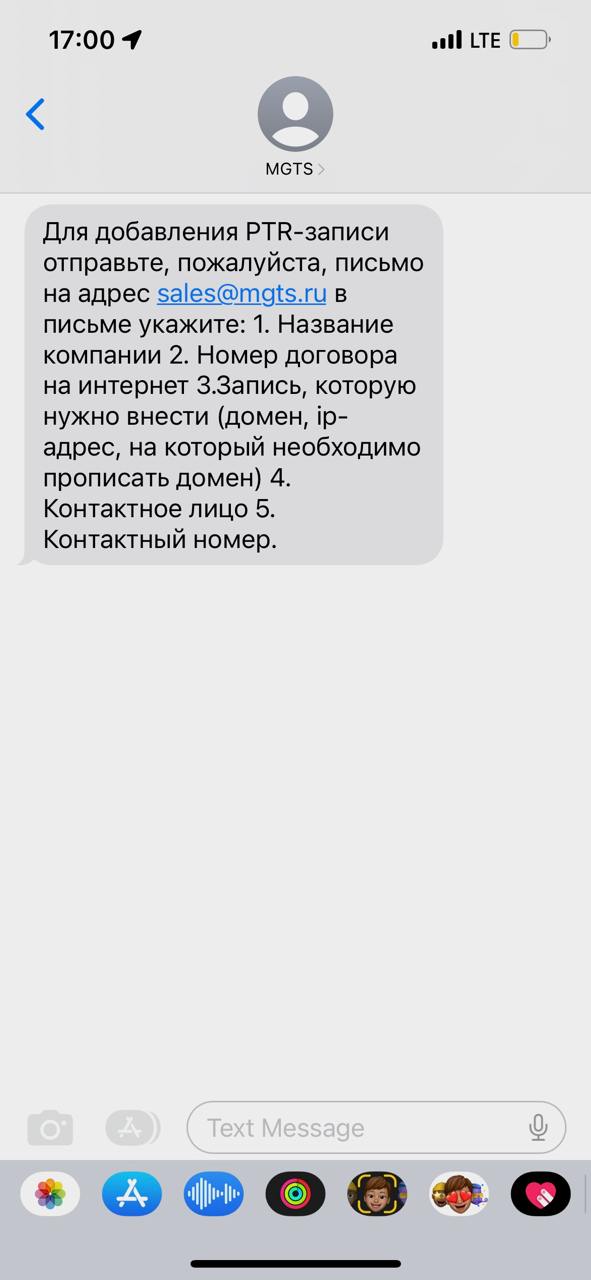 17:00
LTE
MGTS
Для добавления PTR-записи
отправьте, пожалуйста, письмо
на адрес sales@mgts.ru в
письме укажите: 1. Название
компании 2. Номер договора
на интернет 3.Запись, которую
нужно внести (домен, ip-
адрес, на который необходимо
прописать домен) 4.
Контактное лицо 5.
Контактный номер.
Text Message